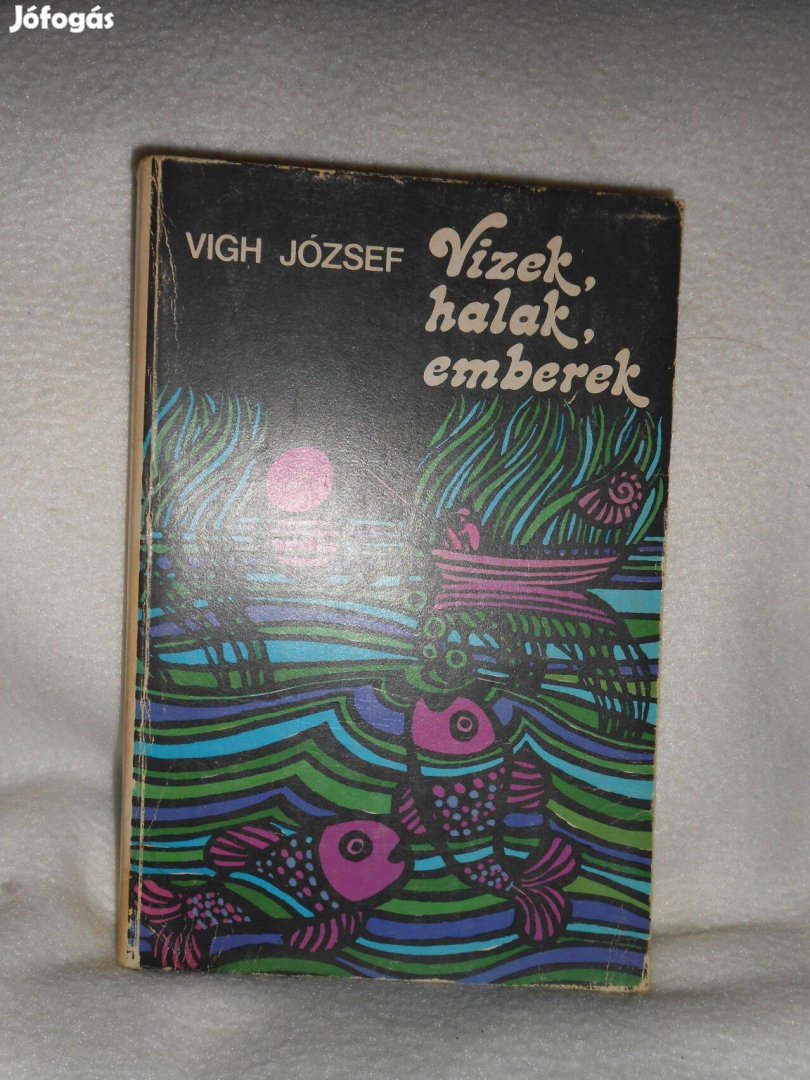 Jófogás
VIGH JÓZSEF
Vizek,
halak,
emberek